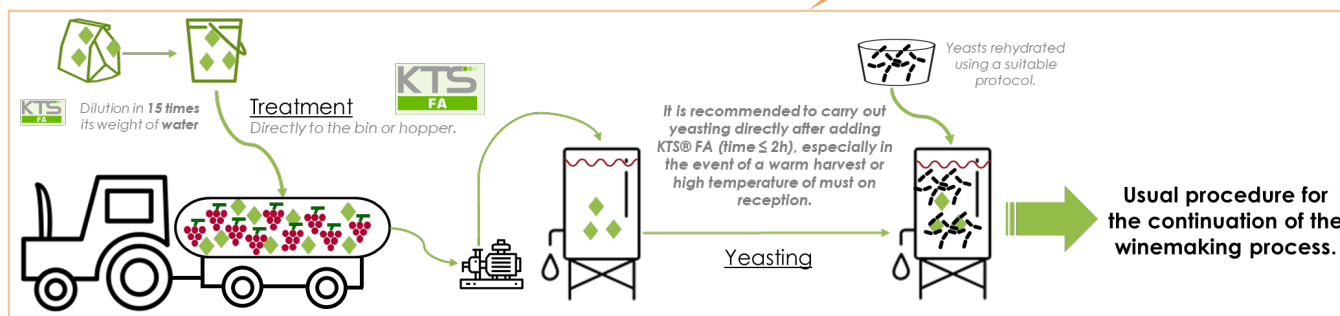 KTS
FA
Dilution in 15 times
its weight of water
Treatment
Directly to the bin or hopper.
KTS
FA
It is recommended to carry out
yeasting directly after adding
KTS® FA (time ≤ 2h), especially in
the event of a warm harvest or
high temperature of must on
reception.
Yeasting
Yeasts rehydrated
using a suitable
protocol.
Usual procedure for
the continuation of the
winemaking process.